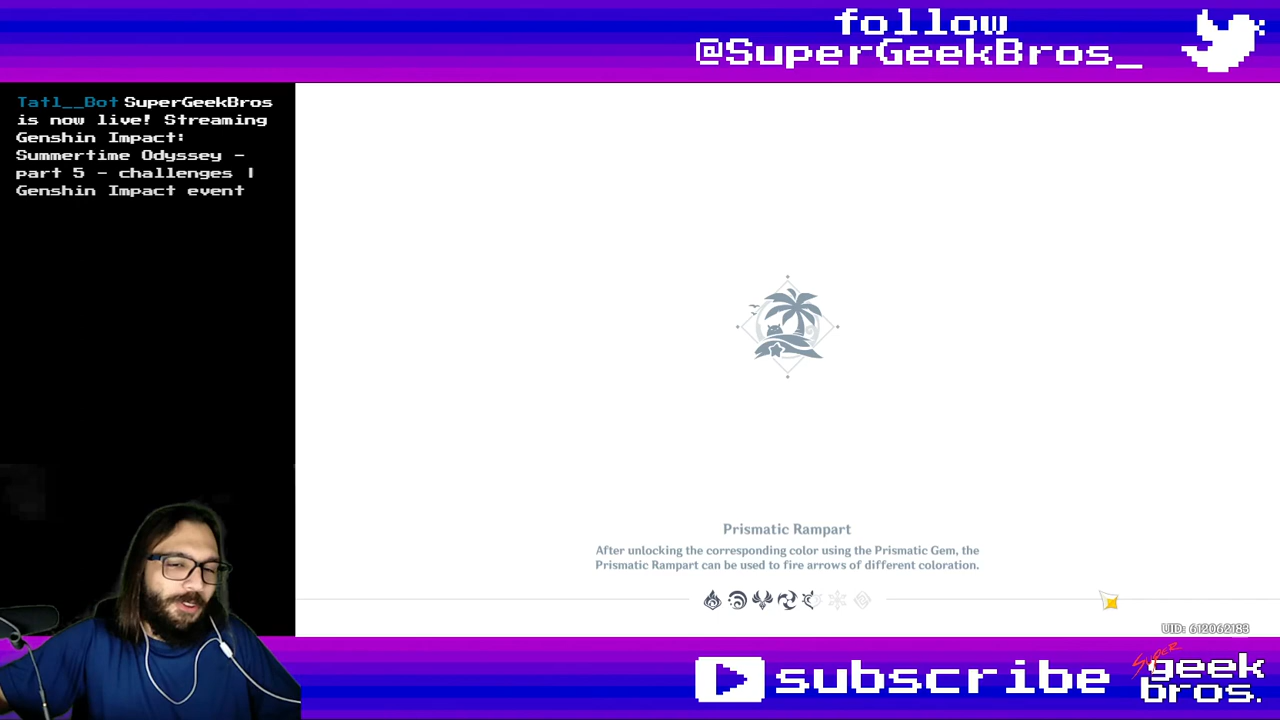 follow
@SuperGeekBros_
Tatl__Bot SuperGeekBros
is now live! Streaming
Genshin Impact:
Summertime Odyssey -
part 5 - challenges |
Genshin Impact event
Prismatic Rampart
After unlocking the corresponding color using the Prismatic Gem, the
Prismatic Rampart can be used to fire arrows of different coloration.
UID: 612062183
subscribe
super
geek
bros.